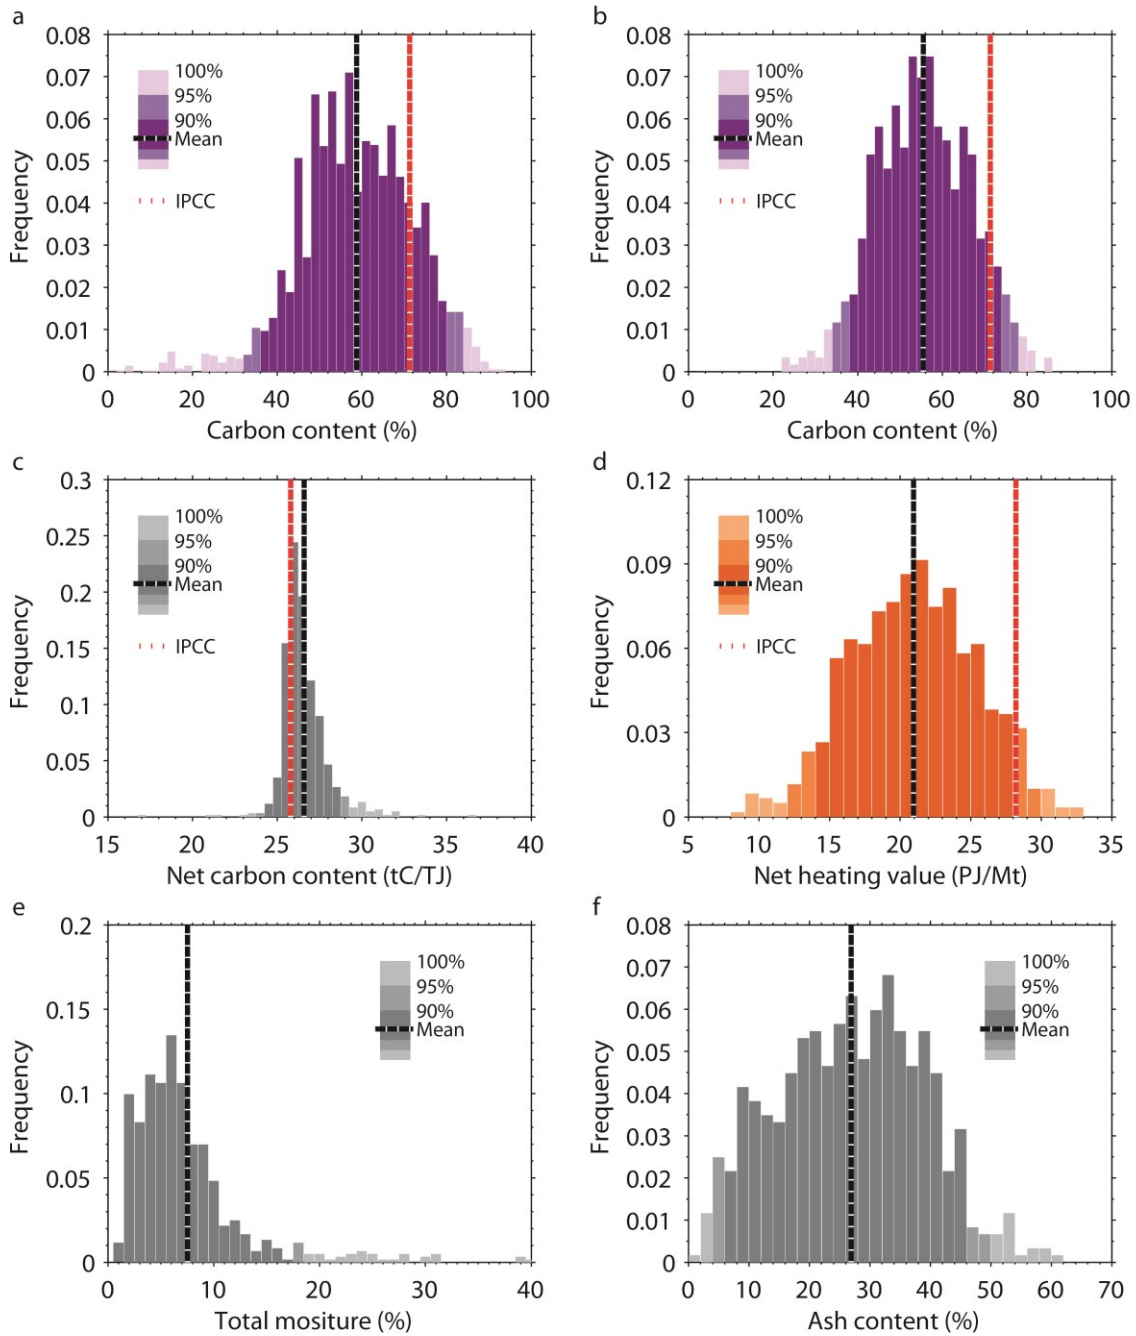 a
0.08
0.07
0.06
0.05
0.04
0.03
0.02
0.01
0
Frequency
100%
95%
90%
Mean
IPCC
0 20 40 60 80 100
Carbon content (%)
b
0.08
0.07
0.06
0.05
0.04
0.03
0.02
0.01
0
Frequency
100%
95%
90%
Mean
IPCC
0 20 40 60 80 100
Carbon content (%)
c
0.3
0.25
0.2
0.15
0.1
0.05
0
Frequency
100%
95%
90%
Mean
IPCC
15 20 25 30 35 40
Net carbon content (tC/TJ)
d
0.12
0.09
0.06
0.03
0
Frequency
100%
95%
90%
Mean
IPCC
5 10 15 20 25 30 35
Net heating value (PJ/Mt)
e
0.2
0.15
0.1
0.05
0
Frequency
100%
95%
90%
Mean
0 10 20 30 40
Total mositure (%)
f
0.08
0.07
0.06
0.05
0.04
0.03
0.02
0.01
0
Frequency
100%
95%
90%
Mean
0 10 20 30 40 50 60 70
Ash content (%)